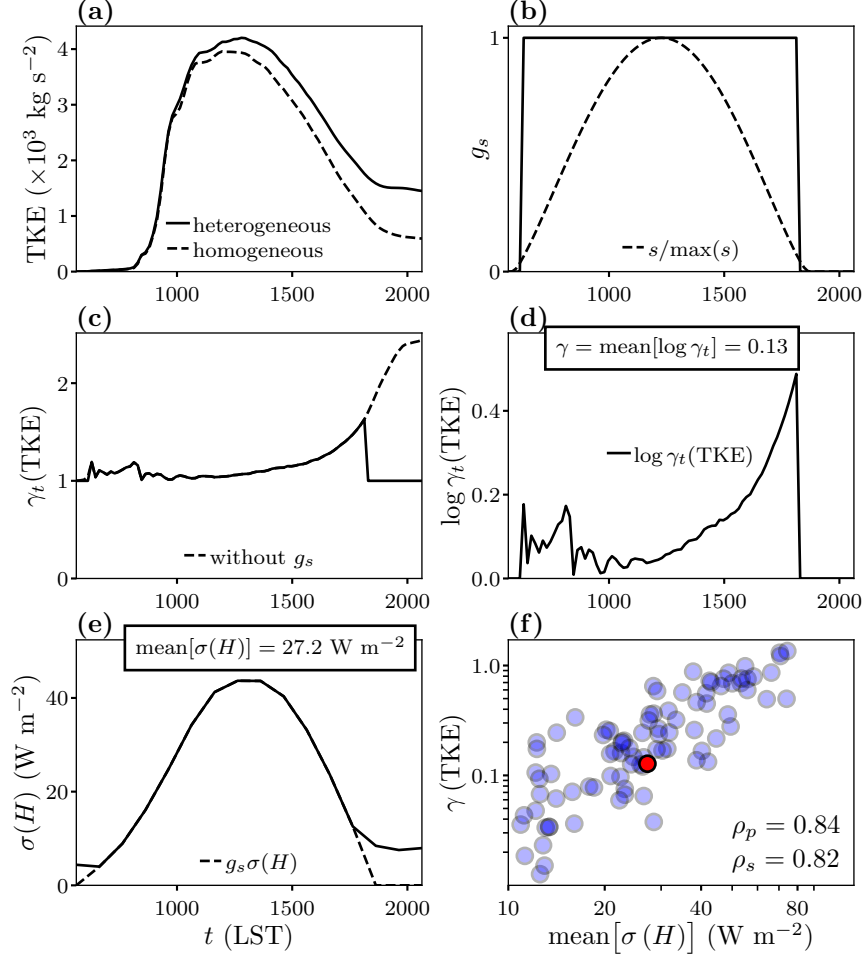 (a)
TKE (×10³ kg s⁻²)
4
3
2
1
0
heterogeneous
homogeneous
1000 1500 2000
(b)
g_s
1
0
s/max(s)
1000 1500 2000
(c)
γ_t(TKE)
2
1
0
without g_s
1000 1500 2000
(d)
γ = mean[log γ_t] = 0.13
log γ_t(TKE)
0.4
0.2
0.0
log γ_t(TKE)
1000 1500 2000
(e)
mean[σ(H)] = 27.2 W m⁻²
σ(H) (W m⁻²)
40
20
0
g_sσ(H)
1000 1500 2000
t (LST)
(f)
γ (TKE)
1.0
0.1
ρ_p = 0.84
ρ_s = 0.82
10 20 40 80
mean[σ (H)] (W m⁻²)